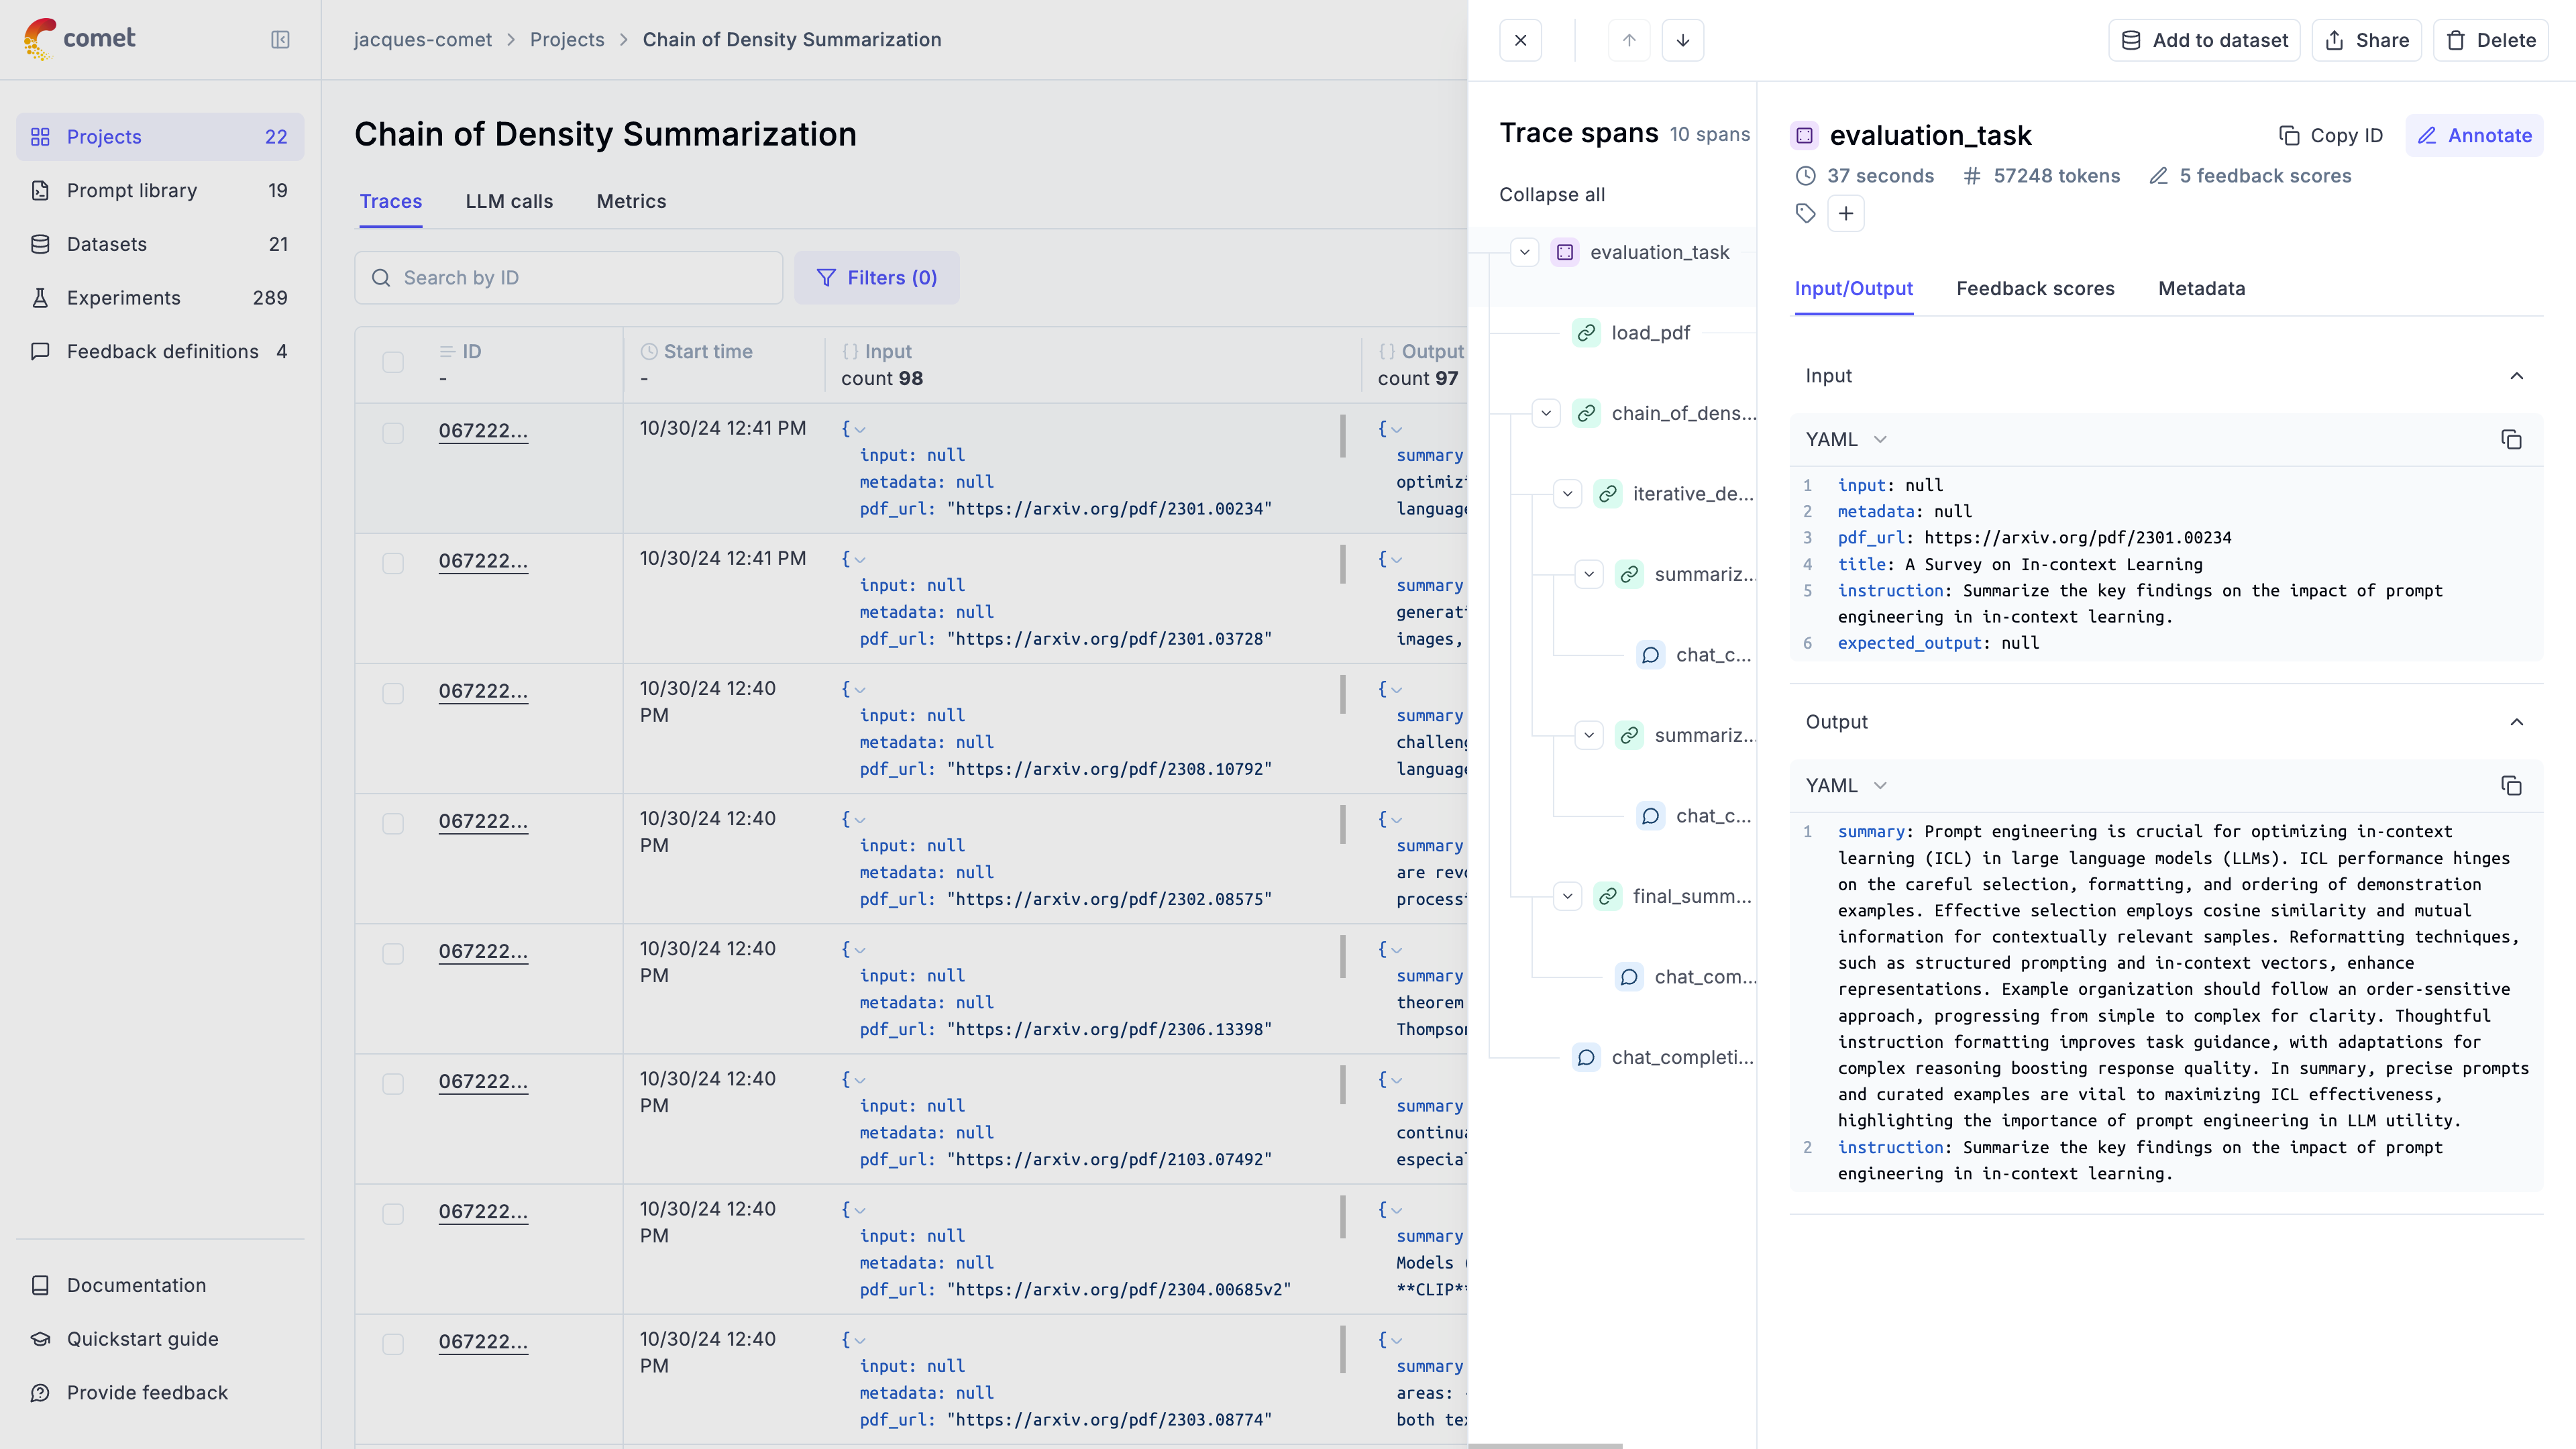 comet
Projects 22
Prompt library 19
Datasets 21
Experiments 289
Feedback definitions 4
Documentation
Quickstart guide
Provide feedback
jacques-comet > Projects > Chain of Density Summarization
Chain of Density Summarization
Traces LLM calls Metrics
Search by ID
Filters (0)
ID Start time {} Input {} Output
- - count 98 count 97
067222... 10/30/24 12:41 PM { {
input: null summary
metadata: null optimizi
pdf_url: "https://arxiv.org/pdf/2301.00234" language
067222... 10/30/24 12:41 PM { {
input: null summary
metadata: null generat
pdf_url: "https://arxiv.org/pdf/2301.03728" images,
067222... 10/30/24 12:40 PM { {
input: null summary
metadata: null challeng
pdf_url: "https://arxiv.org/pdf/2308.10792" language
067222... 10/30/24 12:40 PM { {
input: null summary
metadata: null are revo
pdf_url: "https://arxiv.org/pdf/2302.08575" process
067222... 10/30/24 12:40 PM { {
input: null summary
metadata: null theorem
pdf_url: "https://arxiv.org/pdf/2306.13398" Thompson
067222... 10/30/24 12:40 PM { {
input: null summary
metadata: null continua
pdf_url: "https://arxiv.org/pdf/2103.07492" especial
067222... 10/30/24 12:40 PM { {
input: null summary
metadata: null Models (
pdf_url: "https://arxiv.org/pdf/2304.00685v2" **CLIP*
067222... 10/30/24 12:40 PM { {
input: null summary
metadata: null areas: -
pdf_url: "https://arxiv.org/pdf/2303.08774" both tex
Add to dataset Share Delete
Trace spans 10 spans
Collapse all
evaluation_task
load_pdf
chain_of_dens...
iterative_de...
summariz...
chat_c...
summariz...
chat_c...
final_summ...
chat_com...
chat_completi...
evaluation_task Copy ID Annotate
37 seconds # 57248 tokens 5 feedback scores
+
Input/Output Feedback scores Metadata
Input
YAML
1 input: null
2 metadata: null
3 pdf_url: https://arxiv.org/pdf/2301.00234
4 title: A Survey on In-context Learning
5 instruction: Summarize the key findings on the impact of prompt
engineering in in-context learning.
6 expected_output: null
Output
YAML
1 summary: Prompt engineering is crucial for optimizing in-context
learning (ICL) in large language models (LLMs). ICL performance hinges
on the careful selection, formatting, and ordering of demonstration
examples. Effective selection employs cosine similarity and mutual
information for contextually relevant samples. Reformatting techniques,
such as structured prompting and in-context vectors, enhance
representations. Example organization should follow an order-sensitive
approach, progressing from simple to complex for clarity. Thoughtful
instruction formatting improves task guidance, with adaptations for
complex reasoning boosting response quality. In summary, precise prompts
and curated examples are vital to maximizing ICL effectiveness,
highlighting the importance of prompt engineering in LLM utility.
2 instruction: Summarize the key findings on the impact of prompt
engineering in in-context learning.